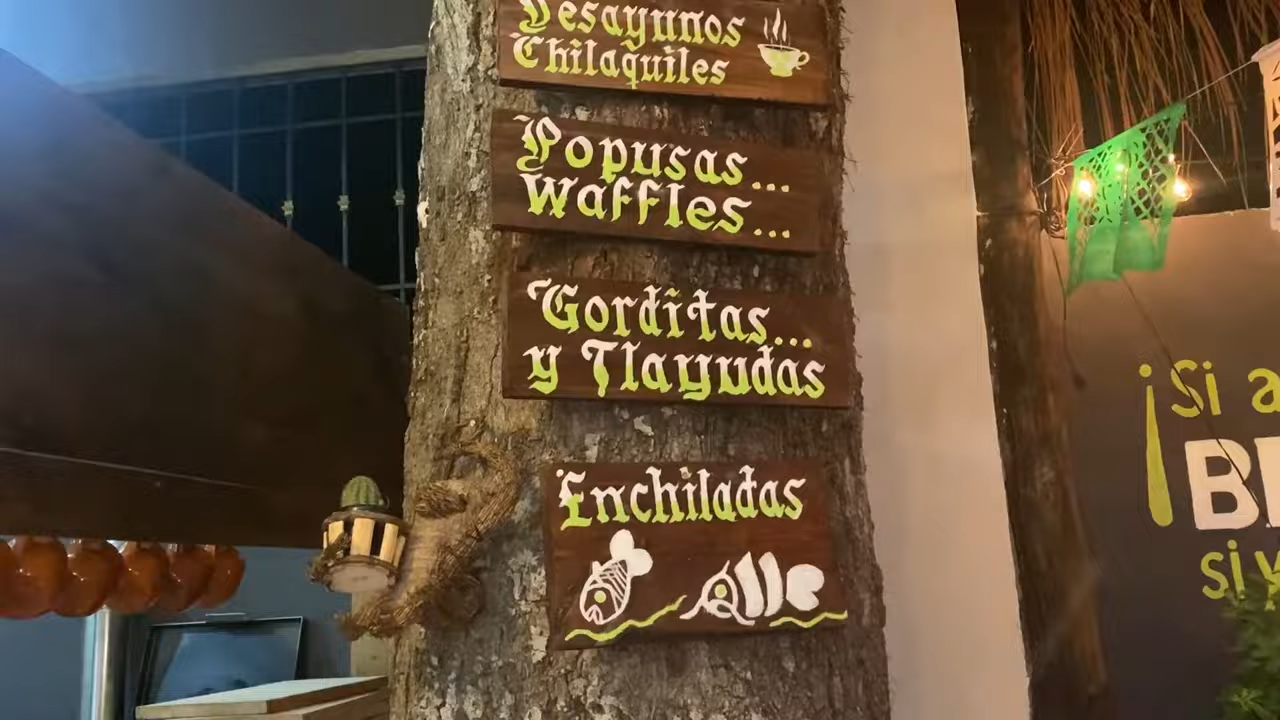 Desayunos
Chilaquiles
Popusas...
Waffles...
Gorditas...
y Tlayudas
Enchiladas
¡Si a
B
si